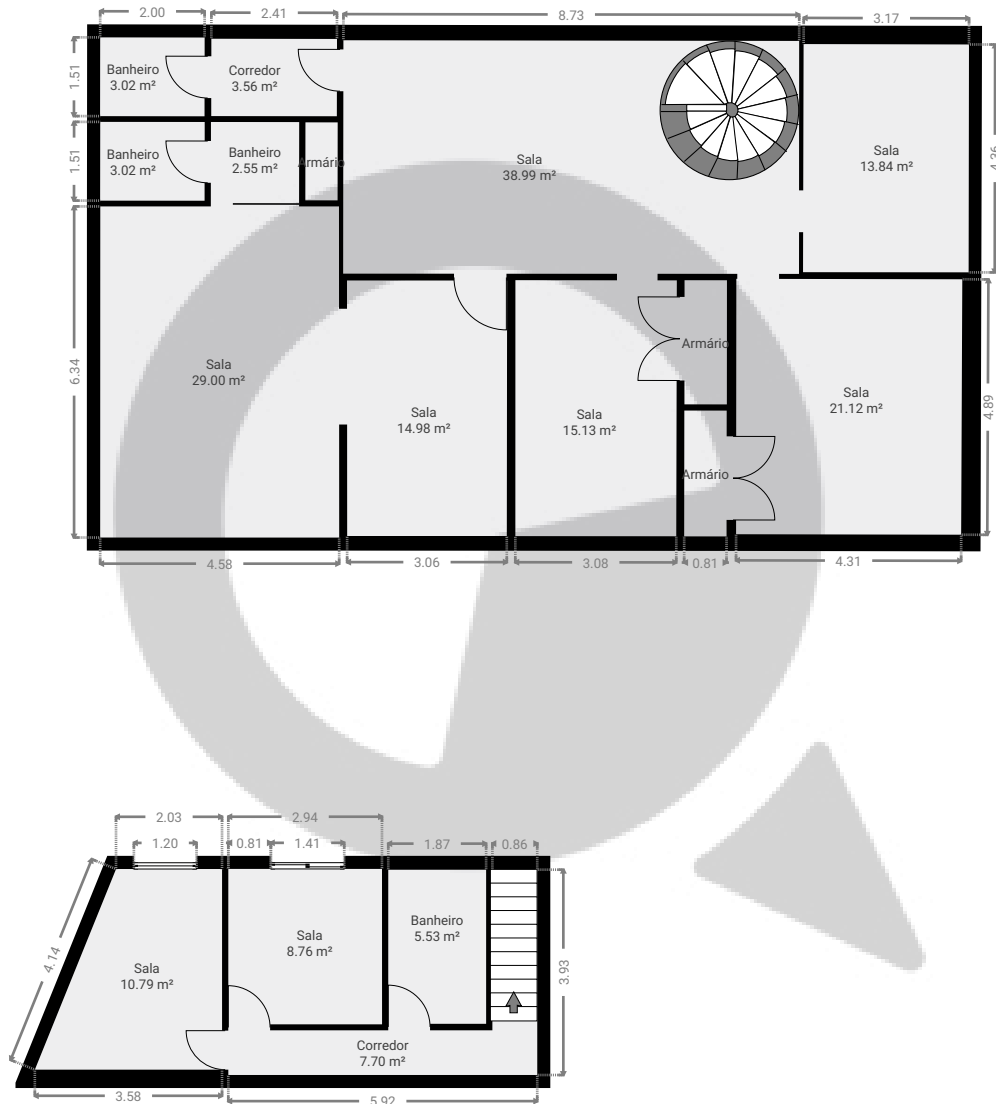 2.00
2.41
8.73
3.17
1.51
Banheiro
3.02 m²
Corredor
3.56 m²
1.51
Banheiro
3.02 m²
Banheiro
2.55 m²
Armário
Sala
38.99 m²
Sala
13.84 m²
4.36
6.34
Sala
29.00 m²
Sala
14.98 m²
Sala
15.13 m²
Armário
Armário
Sala
21.12 m²
4.89
4.58
3.06
3.08
0.81
4.31
2.03
2.94
1.20
0.81
1.41
1.87
0.86
4.14
Sala
10.79 m²
Sala
8.76 m²
Banheiro
5.53 m²
3.93
Corredor
7.70 m²
3.58
5.92